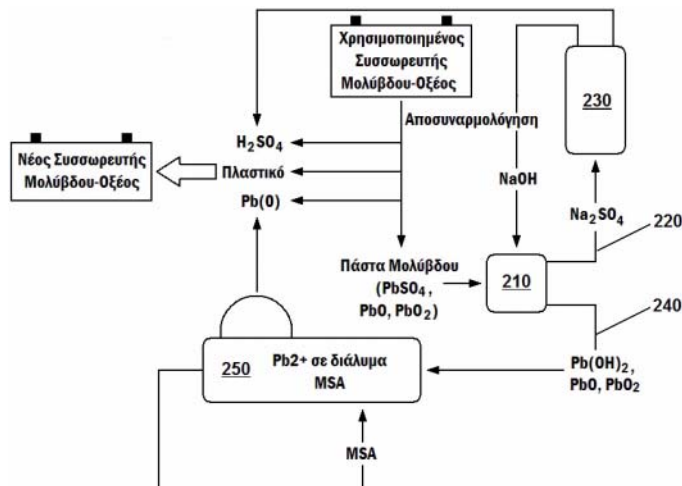 Χρησιμοποιημένος
Συσσωρευτής
Μολύβδου-Οξέος
230
Αποσυναρμολόγηση
H2SO4
Νέος Συσσωρευτής
Μολύβδου-Οξέος
Πλαστικό
Pb(0)
NaOH
Na2SO4
220
Πάστα Μολύβδου
(PbSO4,
PbO, PbO2)
210
240
250
Pb2+ σε διάλυμα
MSA
Pb(OH)2,
PbO, PbO2
MSA